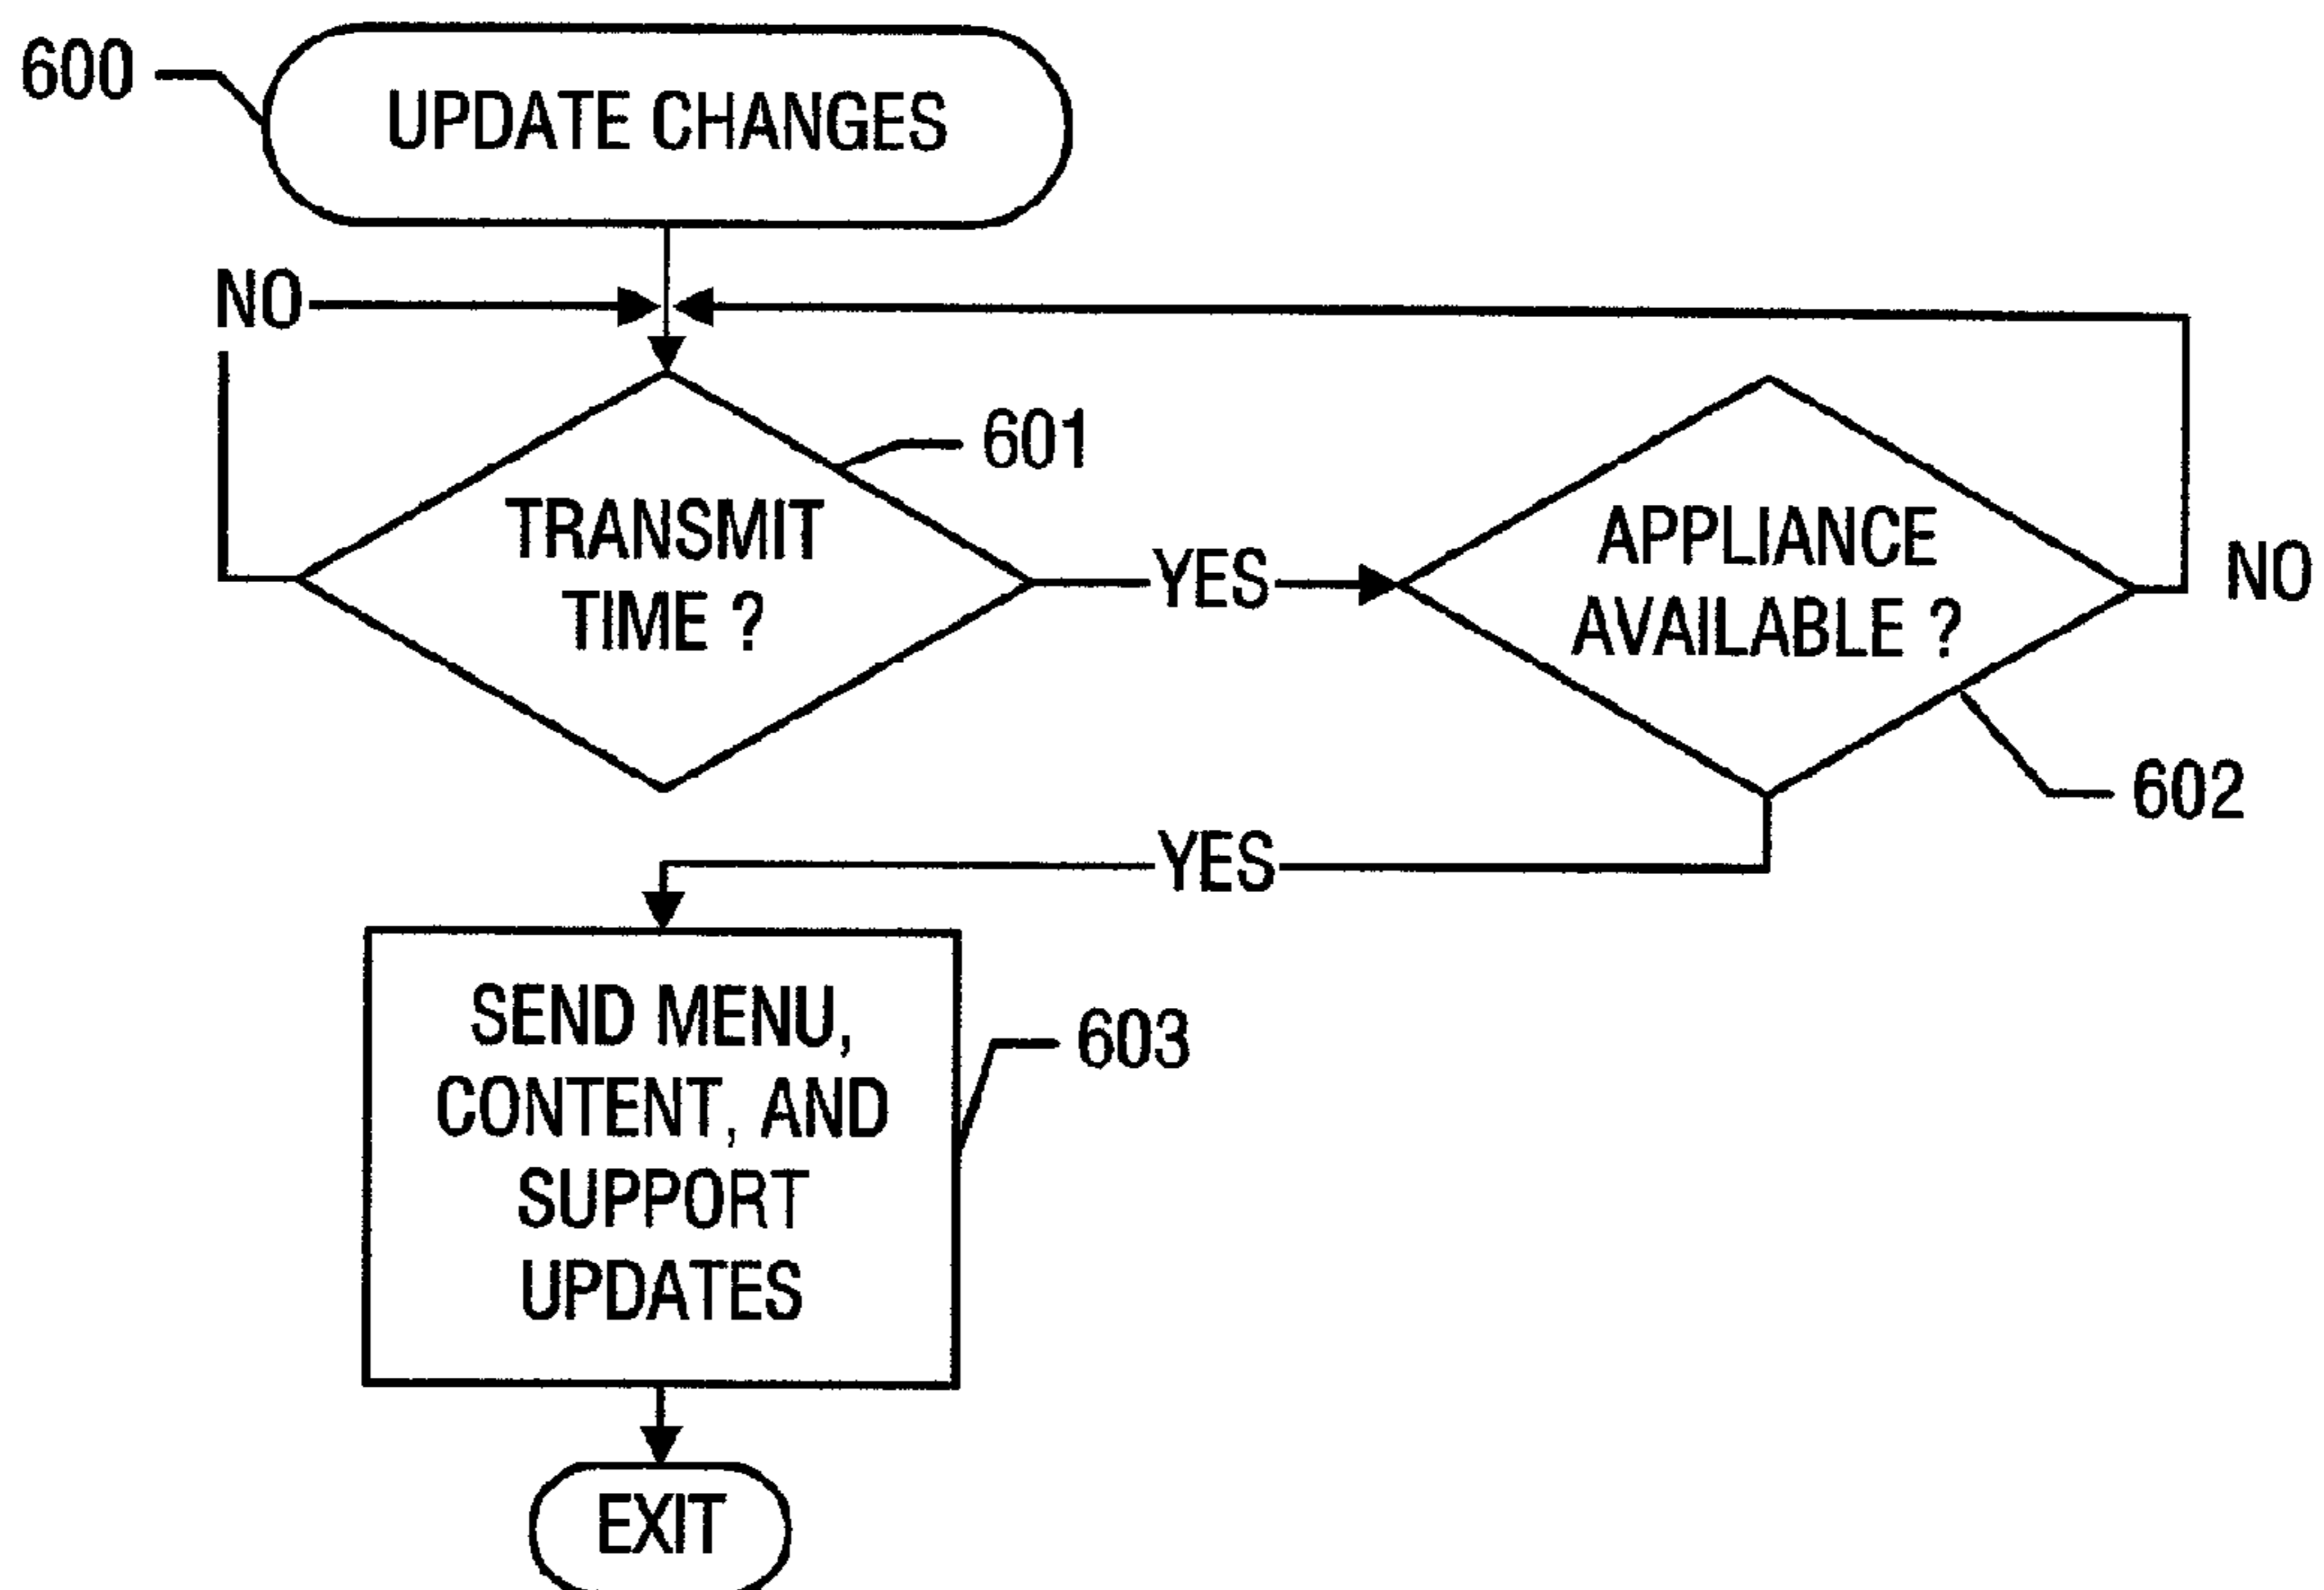 600
UPDATE CHANGES
NO
601
TRANSMIT
TIME ?
YES
APPLIANCE
AVAILABLE ?
NO
602
YES
SEND MENU,
CONTENT, AND
SUPPORT
UPDATES
603
EXIT